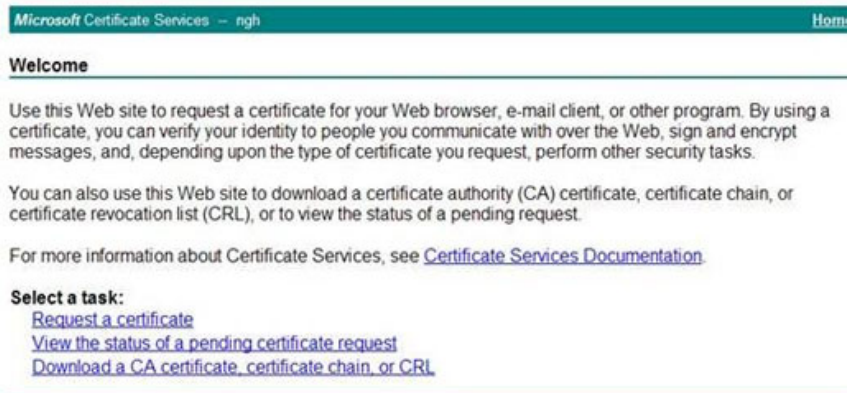 Microsoft Certificate Services -- ngh Home
Welcome
Use this Web site to request a certificate for your Web browser, e-mail client, or other program. By using a
certificate, you can verify your identity to people you communicate with over the Web, sign and encrypt
messages, and, depending upon the type of certificate you request, perform other security tasks.
You can also use this Web site to download a certificate authority (CA) certificate, certificate chain, or
certificate revocation list (CRL), or to view the status of a pending request.
For more information about Certificate Services, see Certificate Services Documentation.
Select a task:
Request a certificate
View the status of a pending certificate request
Download a CA certificate, certificate chain, or CRL